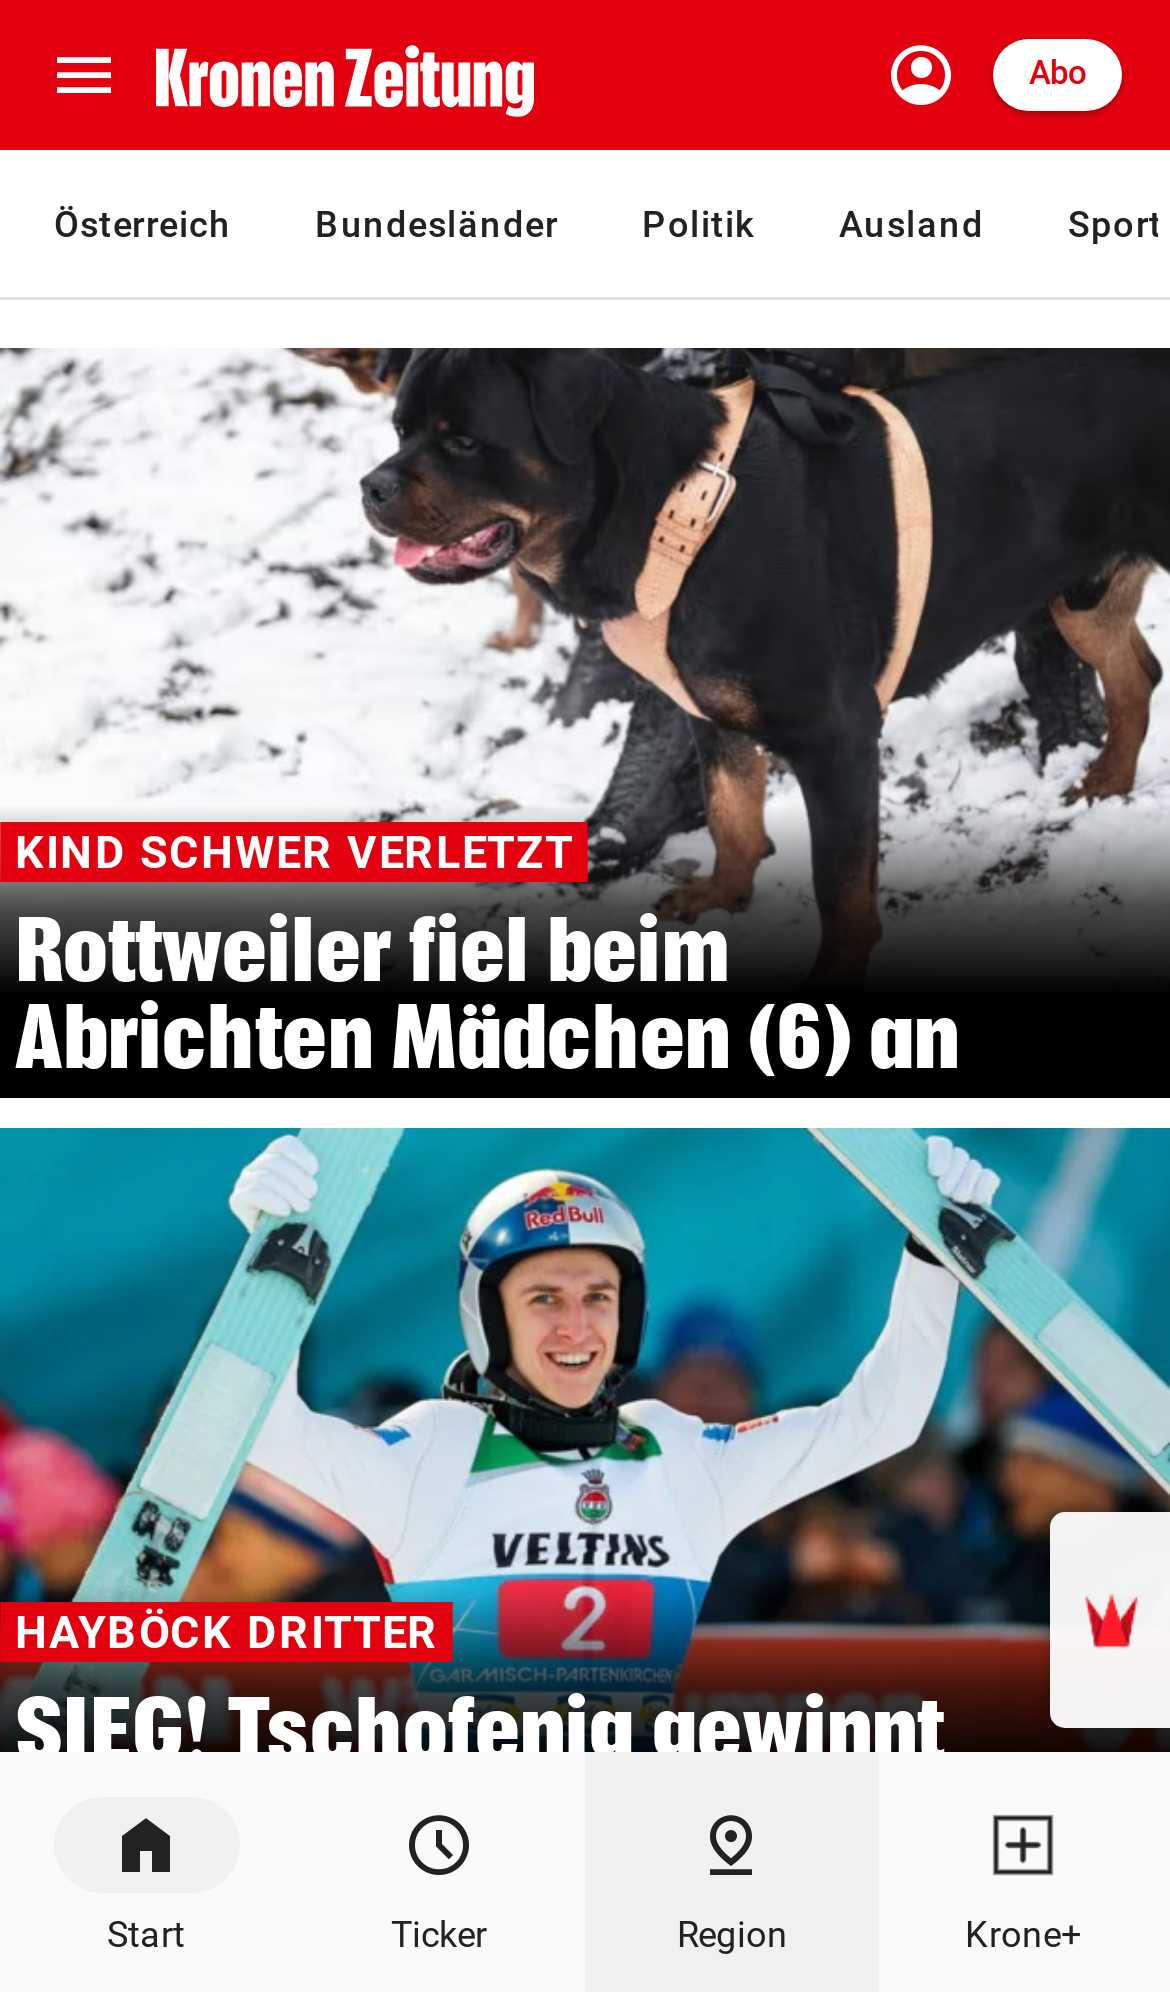 Kronen Zeitung
Abo
Österreich Bundesländer Politik Ausland Sport
KIND SCHWER VERLETZT
Rottweiler fiel beim
Abrichten Mädchen (6) an
Red Bull
VELTINS
2
GARMISCH-PARTENKIRCHEN
HAYBÖCK DRITTER
SIEG! Tschofenig gewinnt
Start Ticker Region Krone+